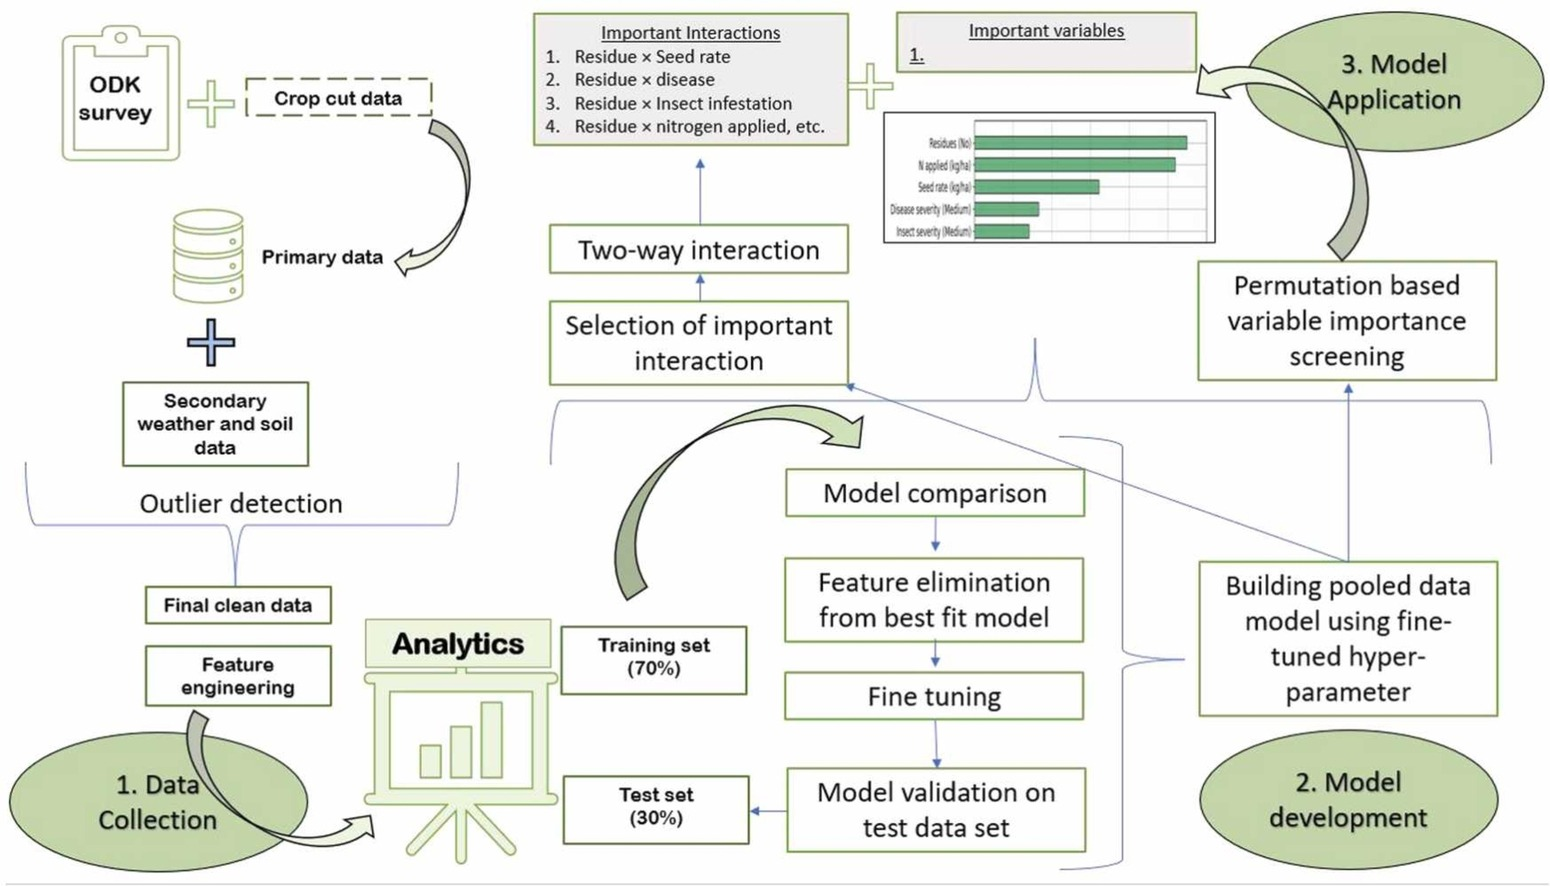 ODK
survey
Crop cut data
Primary data
Secondary
weather and soil
data
Outlier detection
Final clean data
Feature
engineering
1. Data
Collection
Analytics
Training set
(70%)
Test set
(30%)
Important Interactions
1. Residue × Seed rate
2. Residue × disease
3. Residue × Insect infestation
4. Residue × nitrogen applied, etc.
Two-way interaction
Selection of important
interaction
Important variables
1.
Residues (No)
N applied (kg/ha)
Seed rate (kg/ha)
Disease severity (Medium)
Insect severity (Medium)
3. Model
Application
Permutation based
variable importance
screening
Model comparison
Feature elimination
from best fit model
Fine tuning
Model validation on
test data set
Building pooled data
model using fine-
tuned hyper-
parameter
2. Model
development